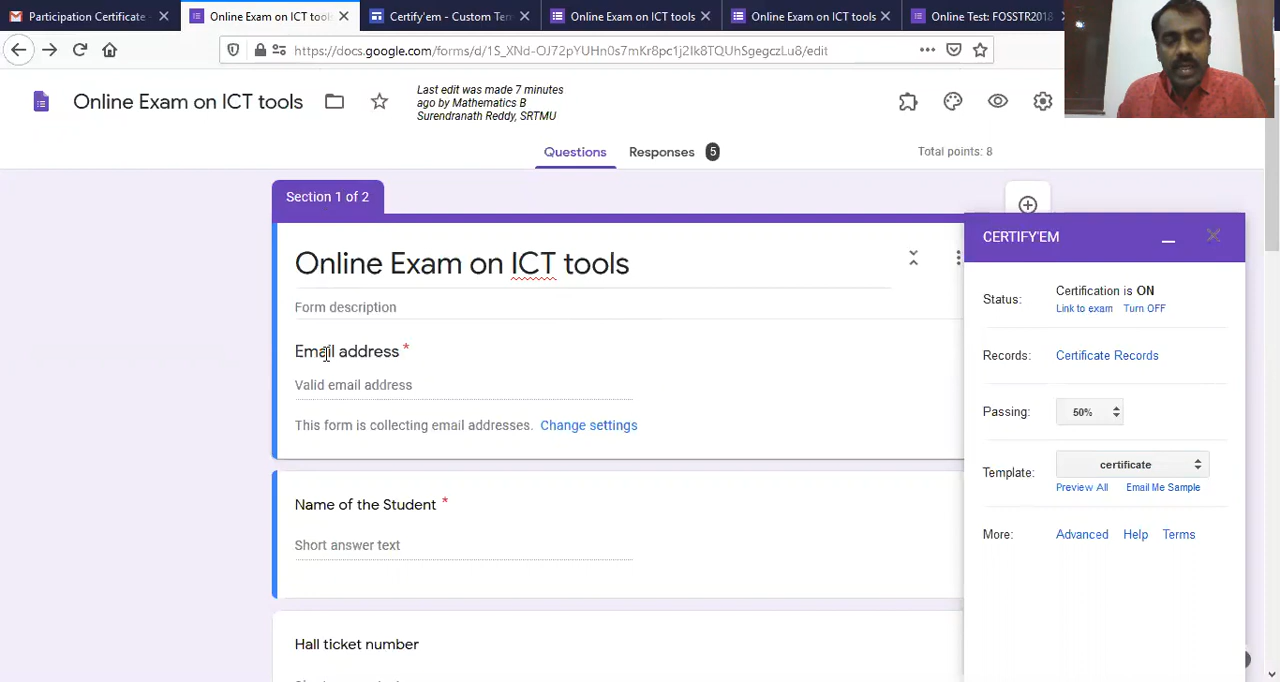 Participation Certificate
Online Exam on ICT tools
Certify'em - Custom Tem
Online Exam on ICT tools
Online Exam on ICT tools
Online Test: FOSSTR2018
https://docs.google.com/forms/d/1S_XNd-OJ72pYUHn0s7mKr8pc1j2Ik8TQUhSgegczLu8/edit
Online Exam on ICT tools
Last edit was made 7 minutes
ago by Mathematics B
Surendranath Reddy, SRTMU
Questions
Responses 5
Total points: 8
Section 1 of 2
Online Exam on ICT tools
Form description
Email address *
Valid email address
This form is collecting email addresses. Change settings
Name of the Student *
Short answer text
Hall ticket number
CERTIFY'EM
Status: Certification is ON
Link to exam Turn OFF
Records: Certificate Records
Passing: 50%
Template: certificate
Preview All Email Me Sample
More: Advanced Help Terms